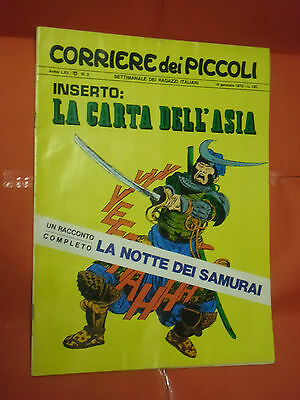 CORRIERE dei PICCOLI
SETTIMANALE DEI RAGAZZI ITALIANI
INSERTO:
LA CARTA DELL'ASIA
UN RACCONTO
COMPLETO
LA NOTTE DEI SAMURAI